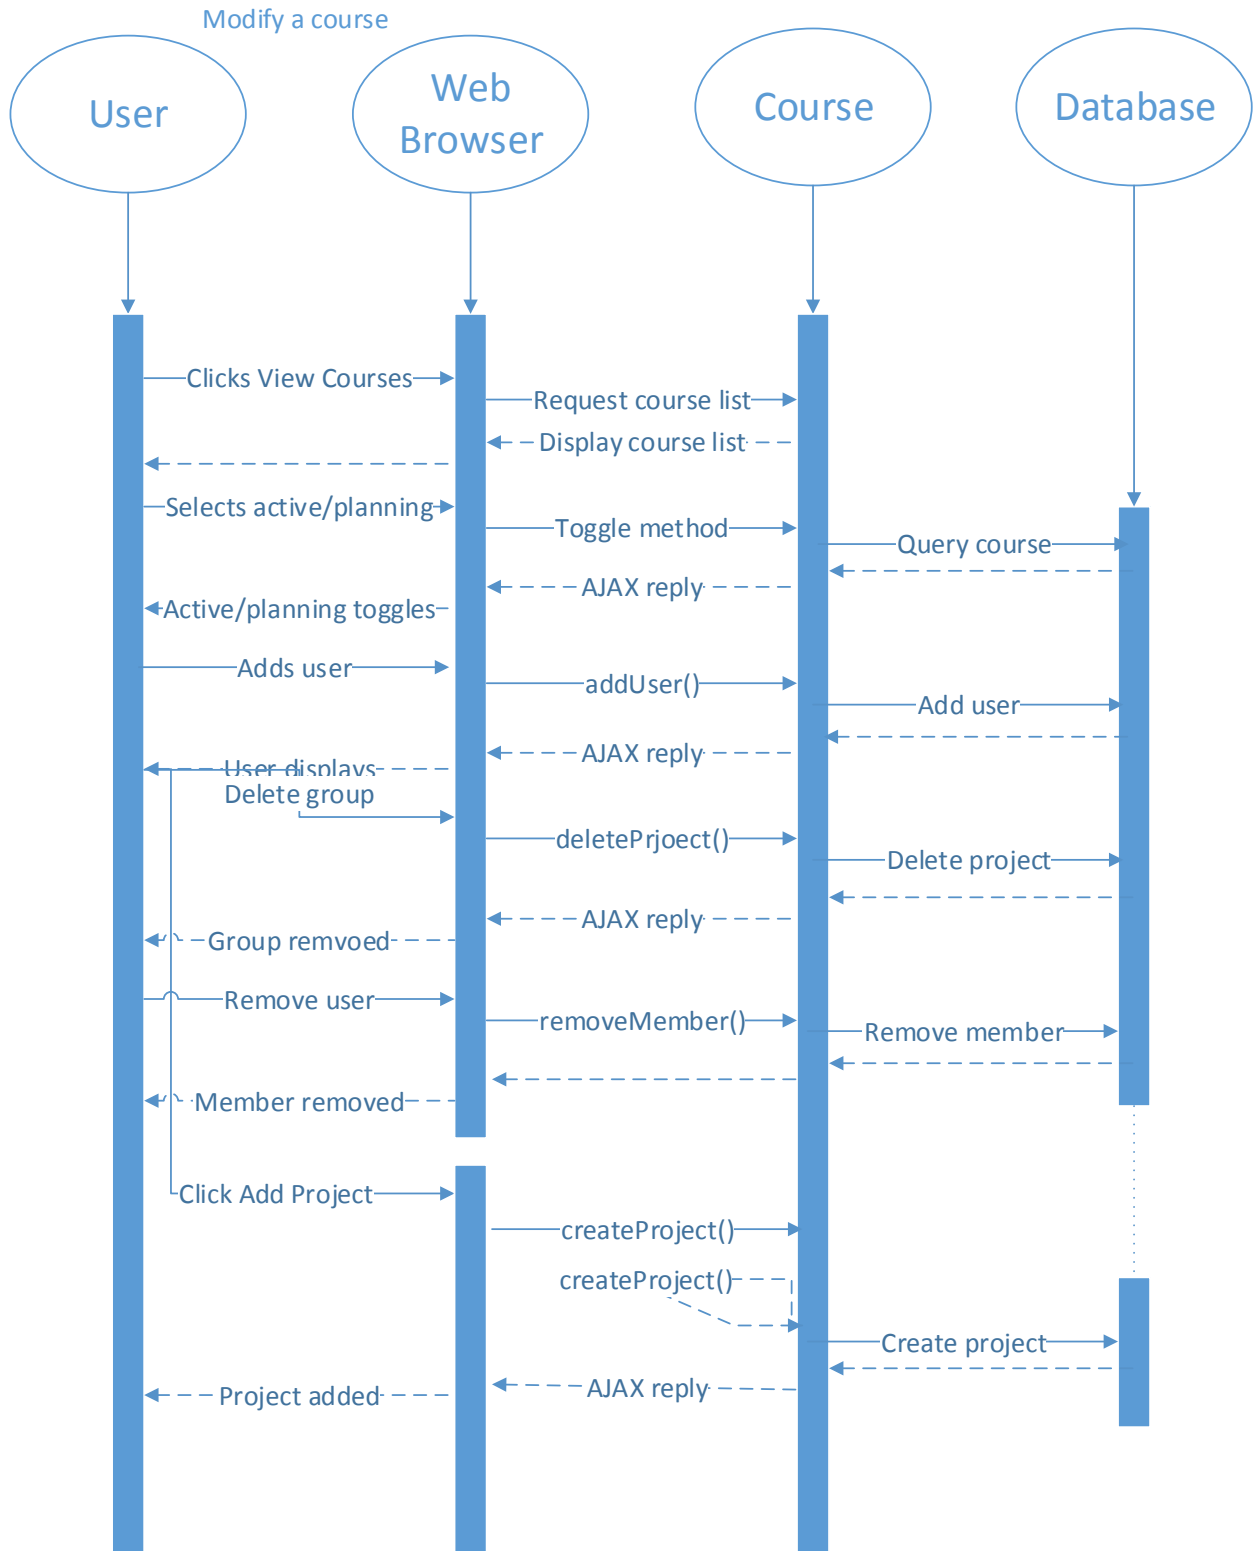 Modify a course
User
Web
Browser
Course
Database
Clicks View Courses
Request course list
Display course list
Selects active/planning
Toggle method
Query course
AJAX reply
Active/planning toggles
Adds user
addUser()
Add user
AJAX reply
User displays
Delete group
deletePrjoect()
Delete project
AJAX reply
Group remvoed
Remove user
removeMember()
Remove member
Member removed
Click Add Project
createProject()
createProject()
Create project
AJAX reply
Project added